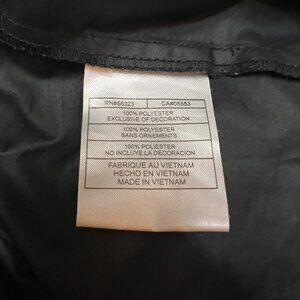 RN#56323 CA#05553
100% POLYESTER
EXCLUSIVE OF DECORATION
100% POLYESTER
SANS ORNEMENTS
100% POLIESTER
NO INCLUYE LA DECORACION
FABRIQUE AU VIETNAM
HECHO EN VIETNAM
MADE IN VIETNAM